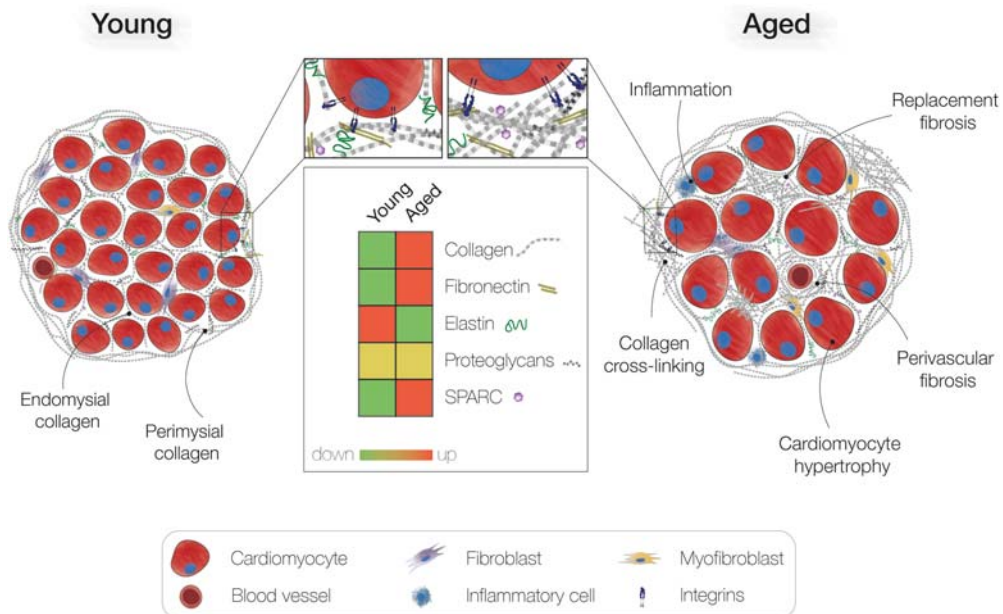 Young
Aged
Inflammation
Replacement
fibrosis
Young
Aged
Collagen
Fibronectin
Elastin
Proteoglycans
SPARC
down
up
Endomysial
collagen
Perimysial
collagen
Collagen
cross-linking
Perivascular
fibrosis
Cardiomyocyte
hypertrophy
Cardiomyocyte
Fibroblast
Myofibroblast
Blood vessel
Inflammatory cell
Integrins